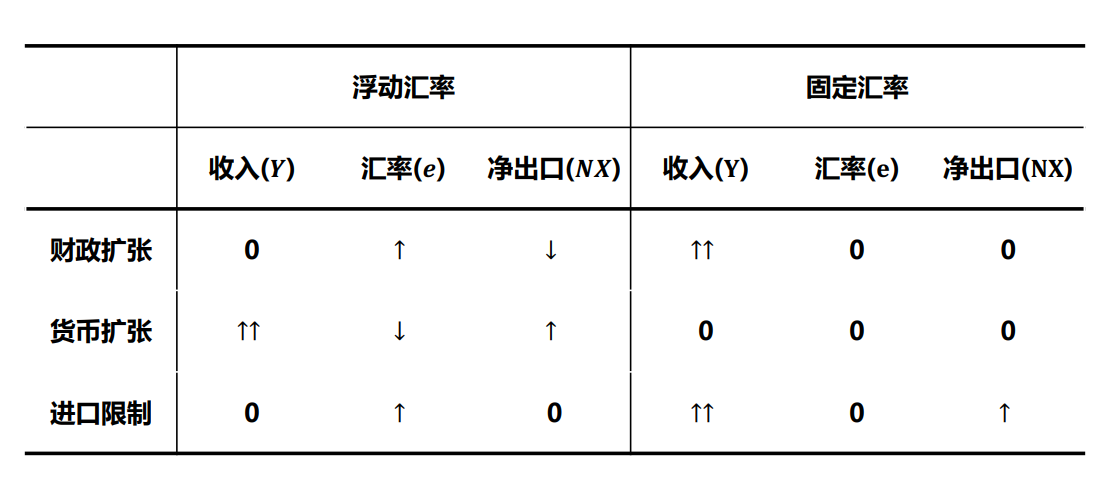 浮动汇率 固定汇率
收入(Y) 汇率(e) 净出口(NX) 收入(Y) 汇率(e) 净出口(NX)
财政扩张 0 ↑ ↓ ↑↑ 0 0
货币扩张 ↑↑ ↓ ↑ 0 0 0
进口限制 0 ↑ 0 ↑↑ 0 ↑